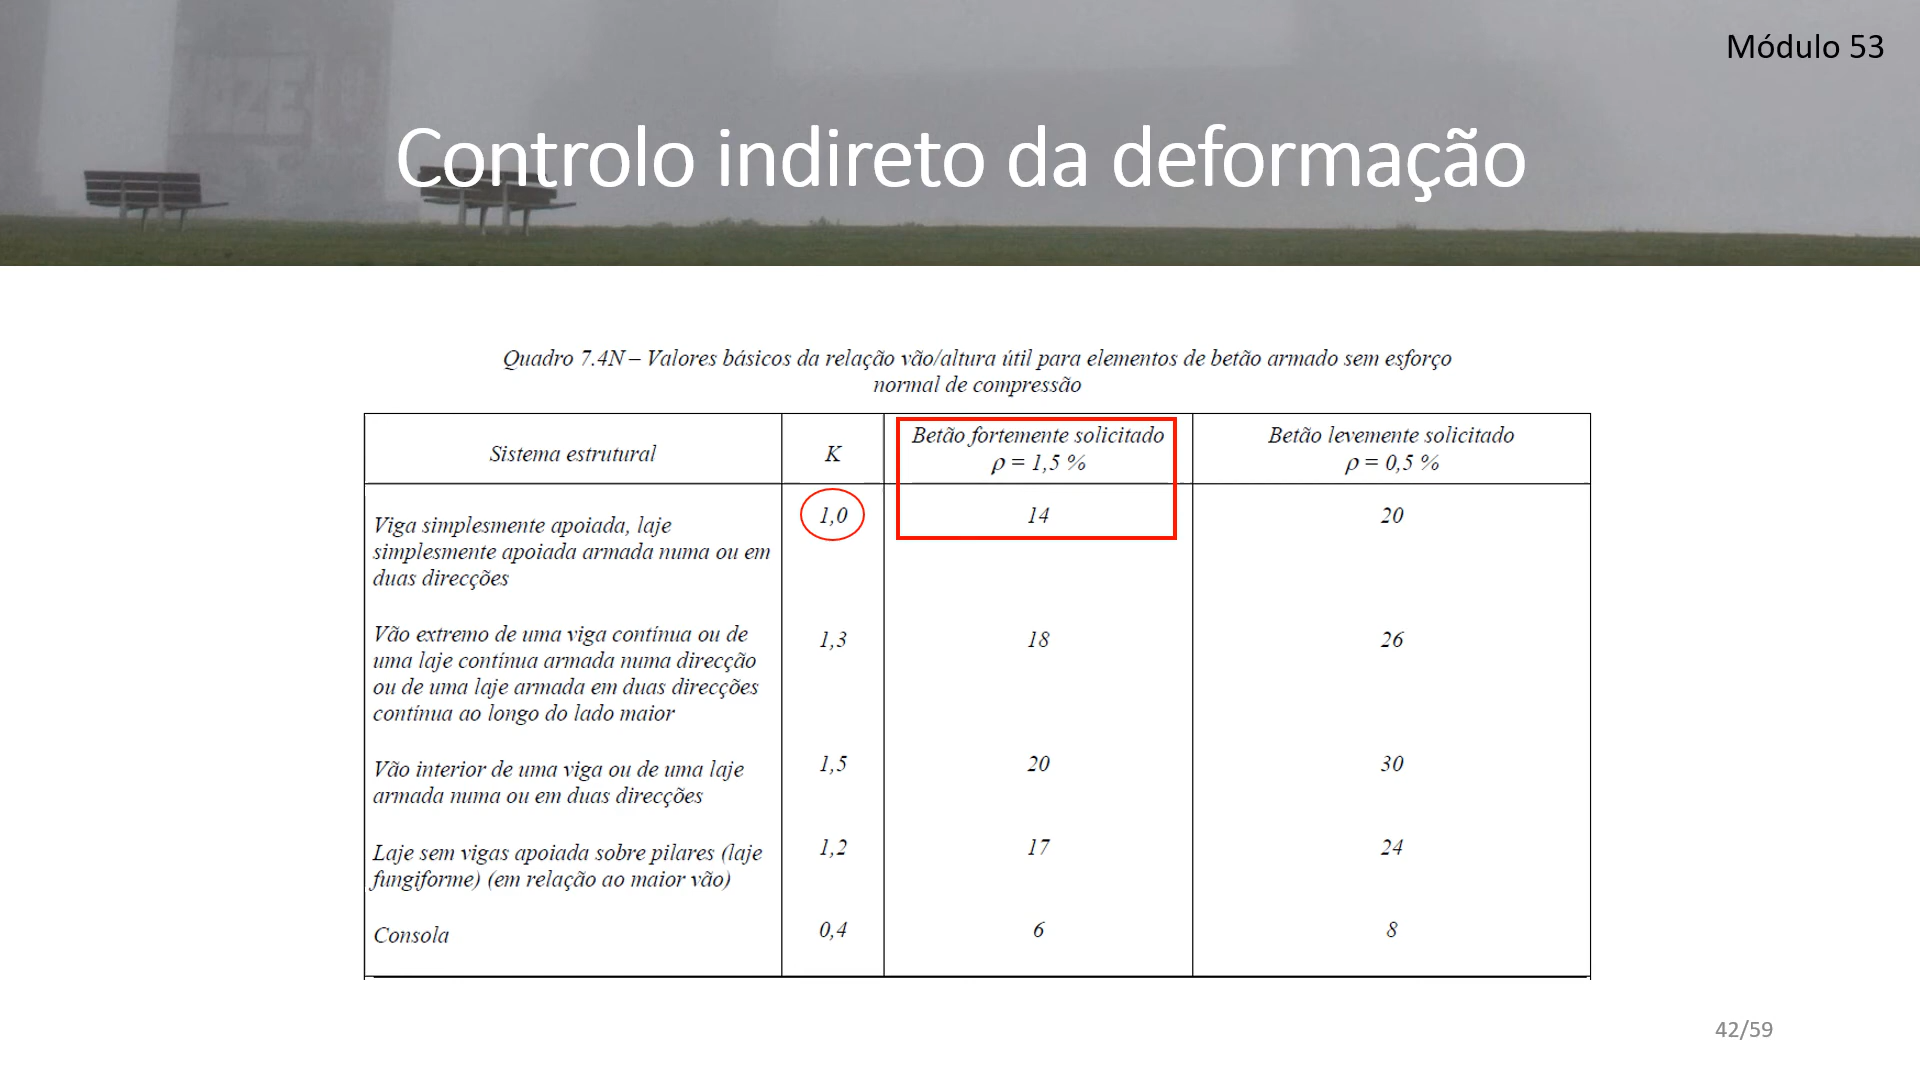 Módulo 53
Controlo indireto da deformação
Quadro 7.4N – Valores básicos da relação vão/altura útil para elementos de betão armado sem esforço
normal de compressão
Sistema estrutural
K
Betão fortemente solicitado
ρ = 1,5 %
Betão levemente solicitado
ρ = 0,5 %
Viga simplesmente apoiada, laje
simplesmente apoiada armada numa ou em
duas direcções
1,0
14
20
Vão extremo de uma viga contínua ou de
uma laje contínua armada numa direcção
ou de uma laje armada em duas direcções
contínua ao longo do lado maior
1,3
18
26
Vão interior de uma viga ou de uma laje
armada numa ou em duas direcções
1,5
20
30
Laje sem vigas apoiada sobre pilares (laje
fungiforme) (em relação ao maior vão)
1,2
17
24
Consola
0,4
6
8
42/59